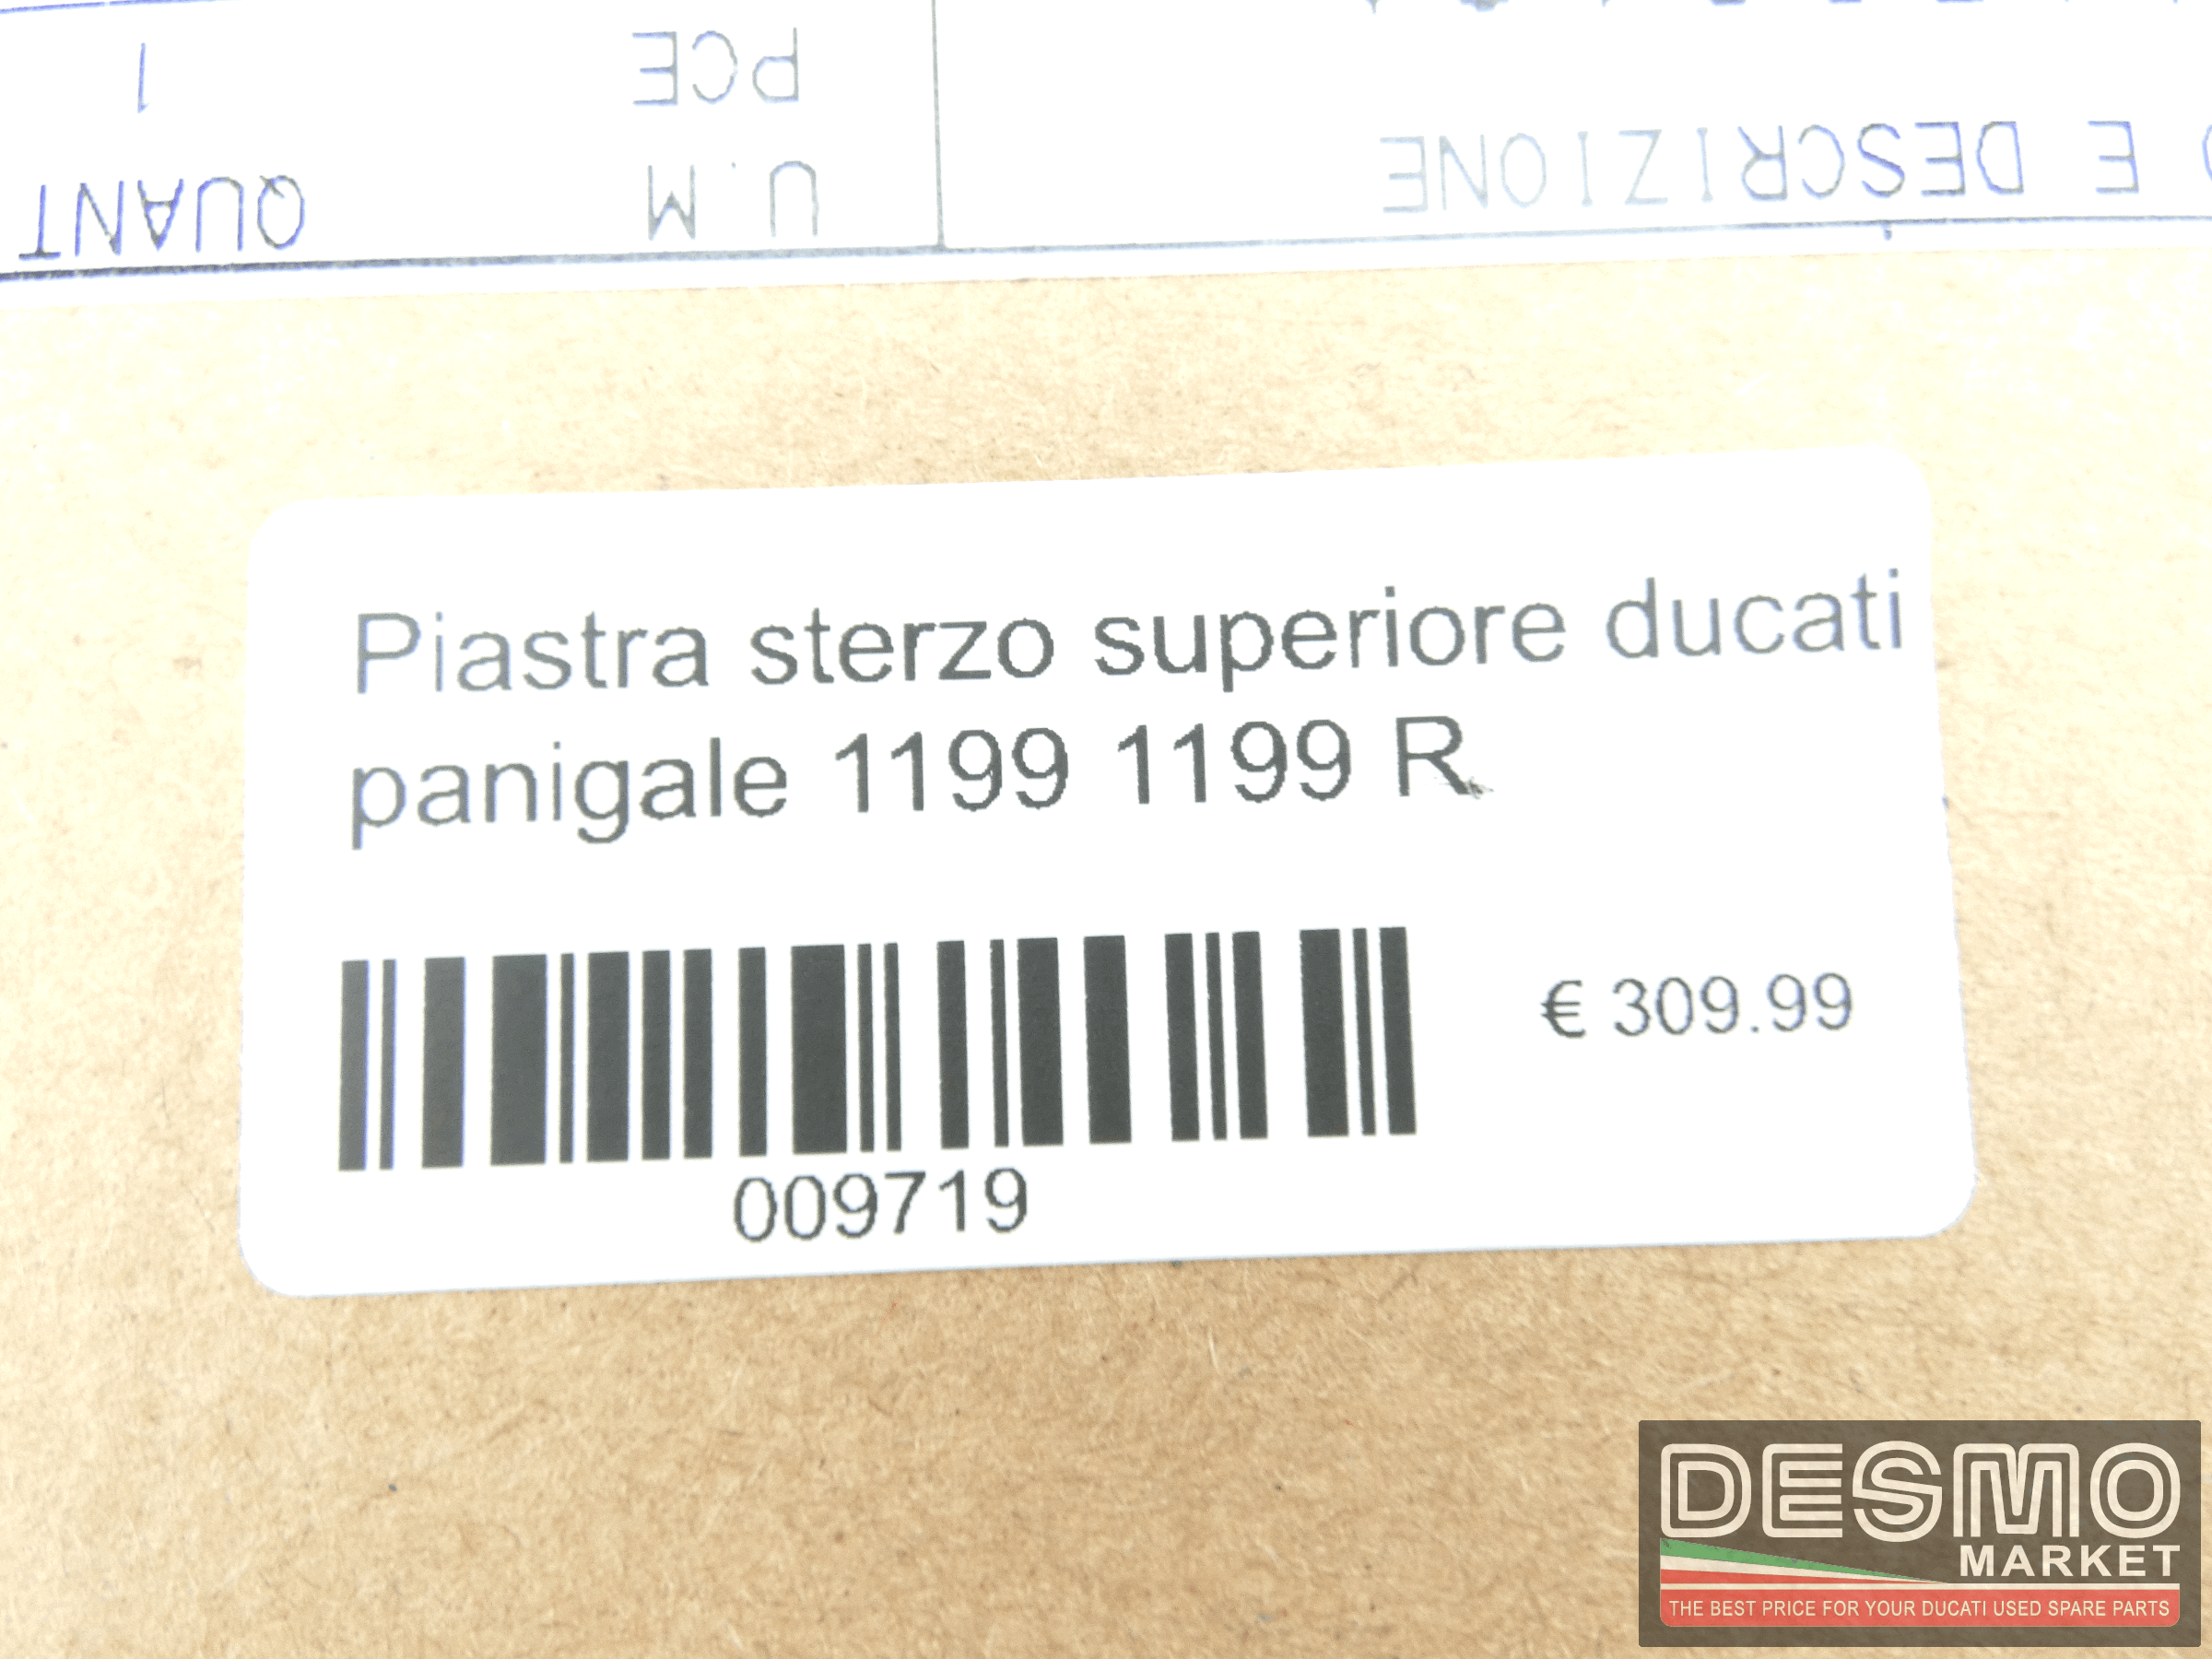 1
PCE
QUANT
U.M
E DESCRIZIONE
Piastra sterzo superiore ducati
panigale 1199 1199 R
€ 309.99
009719
DESMO
MARKET
THE BEST PRICE FOR YOUR DUCATI USED SPARE PARTS